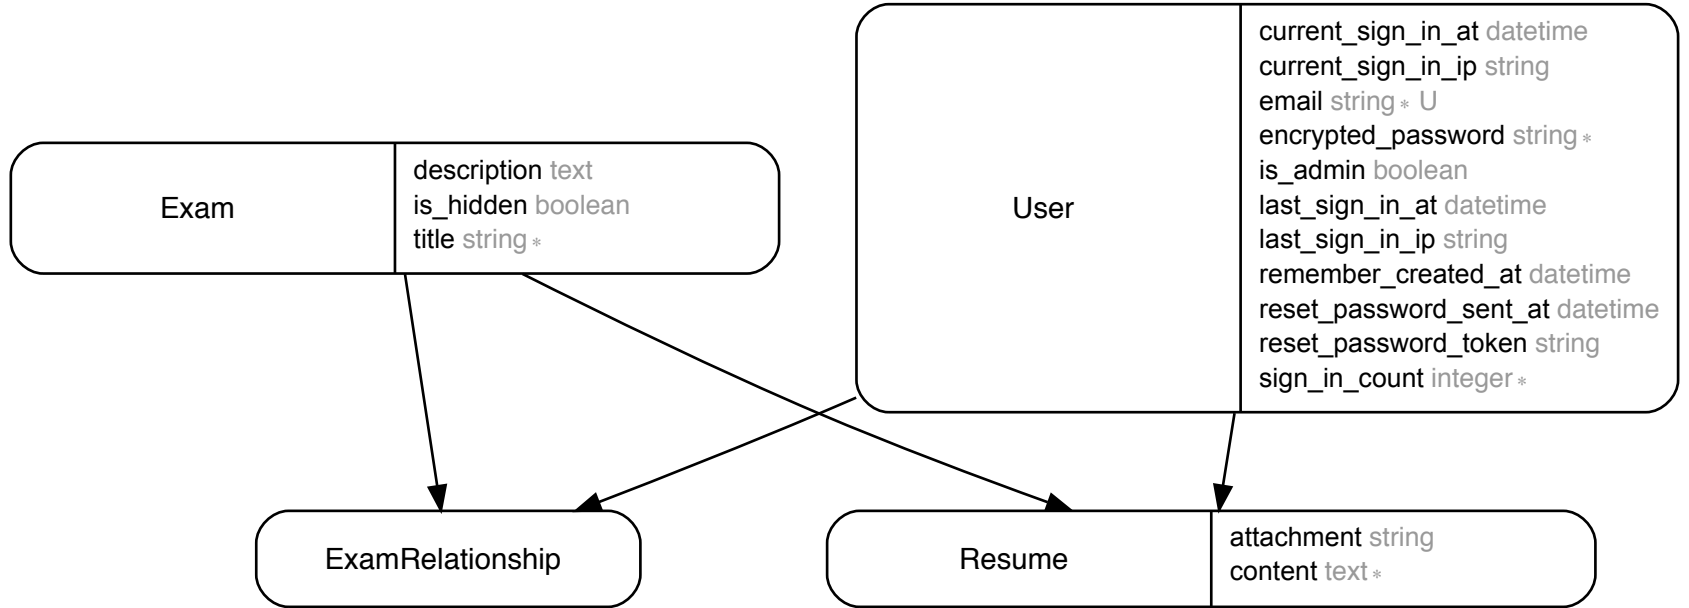 Exam
description text
is_hidden boolean
title string *
User
current_sign_in_at datetime
current_sign_in_ip string
email string * U
encrypted_password string *
is_admin boolean
last_sign_in_at datetime
last_sign_in_ip string
remember_created_at datetime
reset_password_sent_at datetime
reset_password_token string
sign_in_count integer *
ExamRelationship
Resume
attachment string
content text *